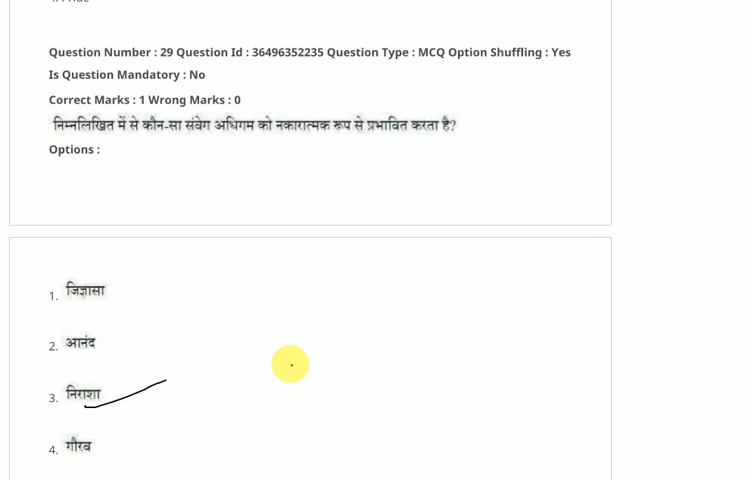 Question Number : 29 Question Id : 36496352235 Question Type : MCQ Option Shuffling : Yes
Is Question Mandatory : No
Correct Marks : 1 Wrong Marks : 0
निम्नलिखित में से कौन-सा संवेग अधिगम को नकारात्मक रूप से प्रभावित करता है?
Options :
1. जिज्ञासा
2. आनंद
3. निराशा
4. गौरव